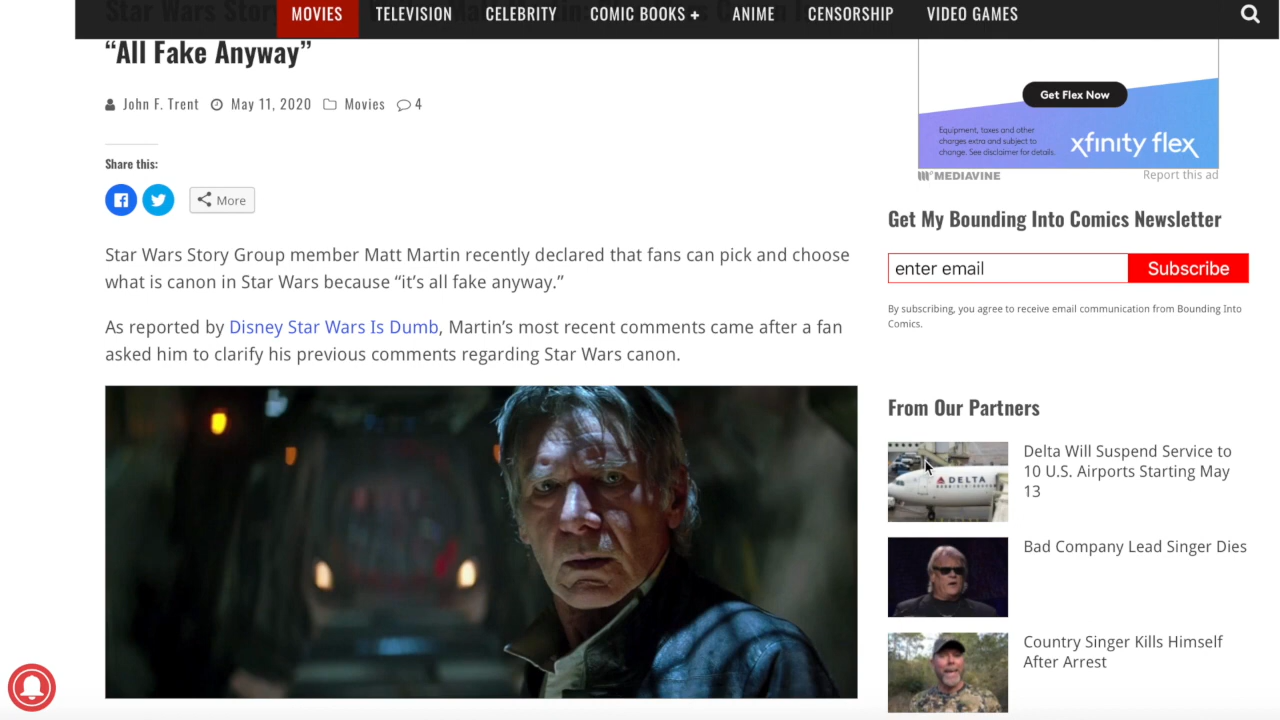 MOVIES TELEVISION CELEBRITY COMIC BOOKS + ANIME CENSORSHIP VIDEO GAMES
“All Fake Anyway”
John F. Trent May 11, 2020 Movies 4
Share this:
More
Star Wars Story Group member Matt Martin recently declared that fans can pick and choose
what is canon in Star Wars because “it’s all fake anyway.”
As reported by Disney Star Wars Is Dumb, Martin’s most recent comments came after a fan
asked him to clarify his previous comments regarding Star Wars canon.
Get Flex Now
Equipment, taxes and other
charges extra and subject to
change. See disclaimer for details.
xfinity flex
MEDIAVINE
Report this ad
Get My Bounding Into Comics Newsletter
enter email
Subscribe
By subscribing, you agree to receive email communication from Bounding Into
Comics.
From Our Partners
DELTA
Delta Will Suspend Service to
10 U.S. Airports Starting May
13
Bad Company Lead Singer Dies
Country Singer Kills Himself
After Arrest